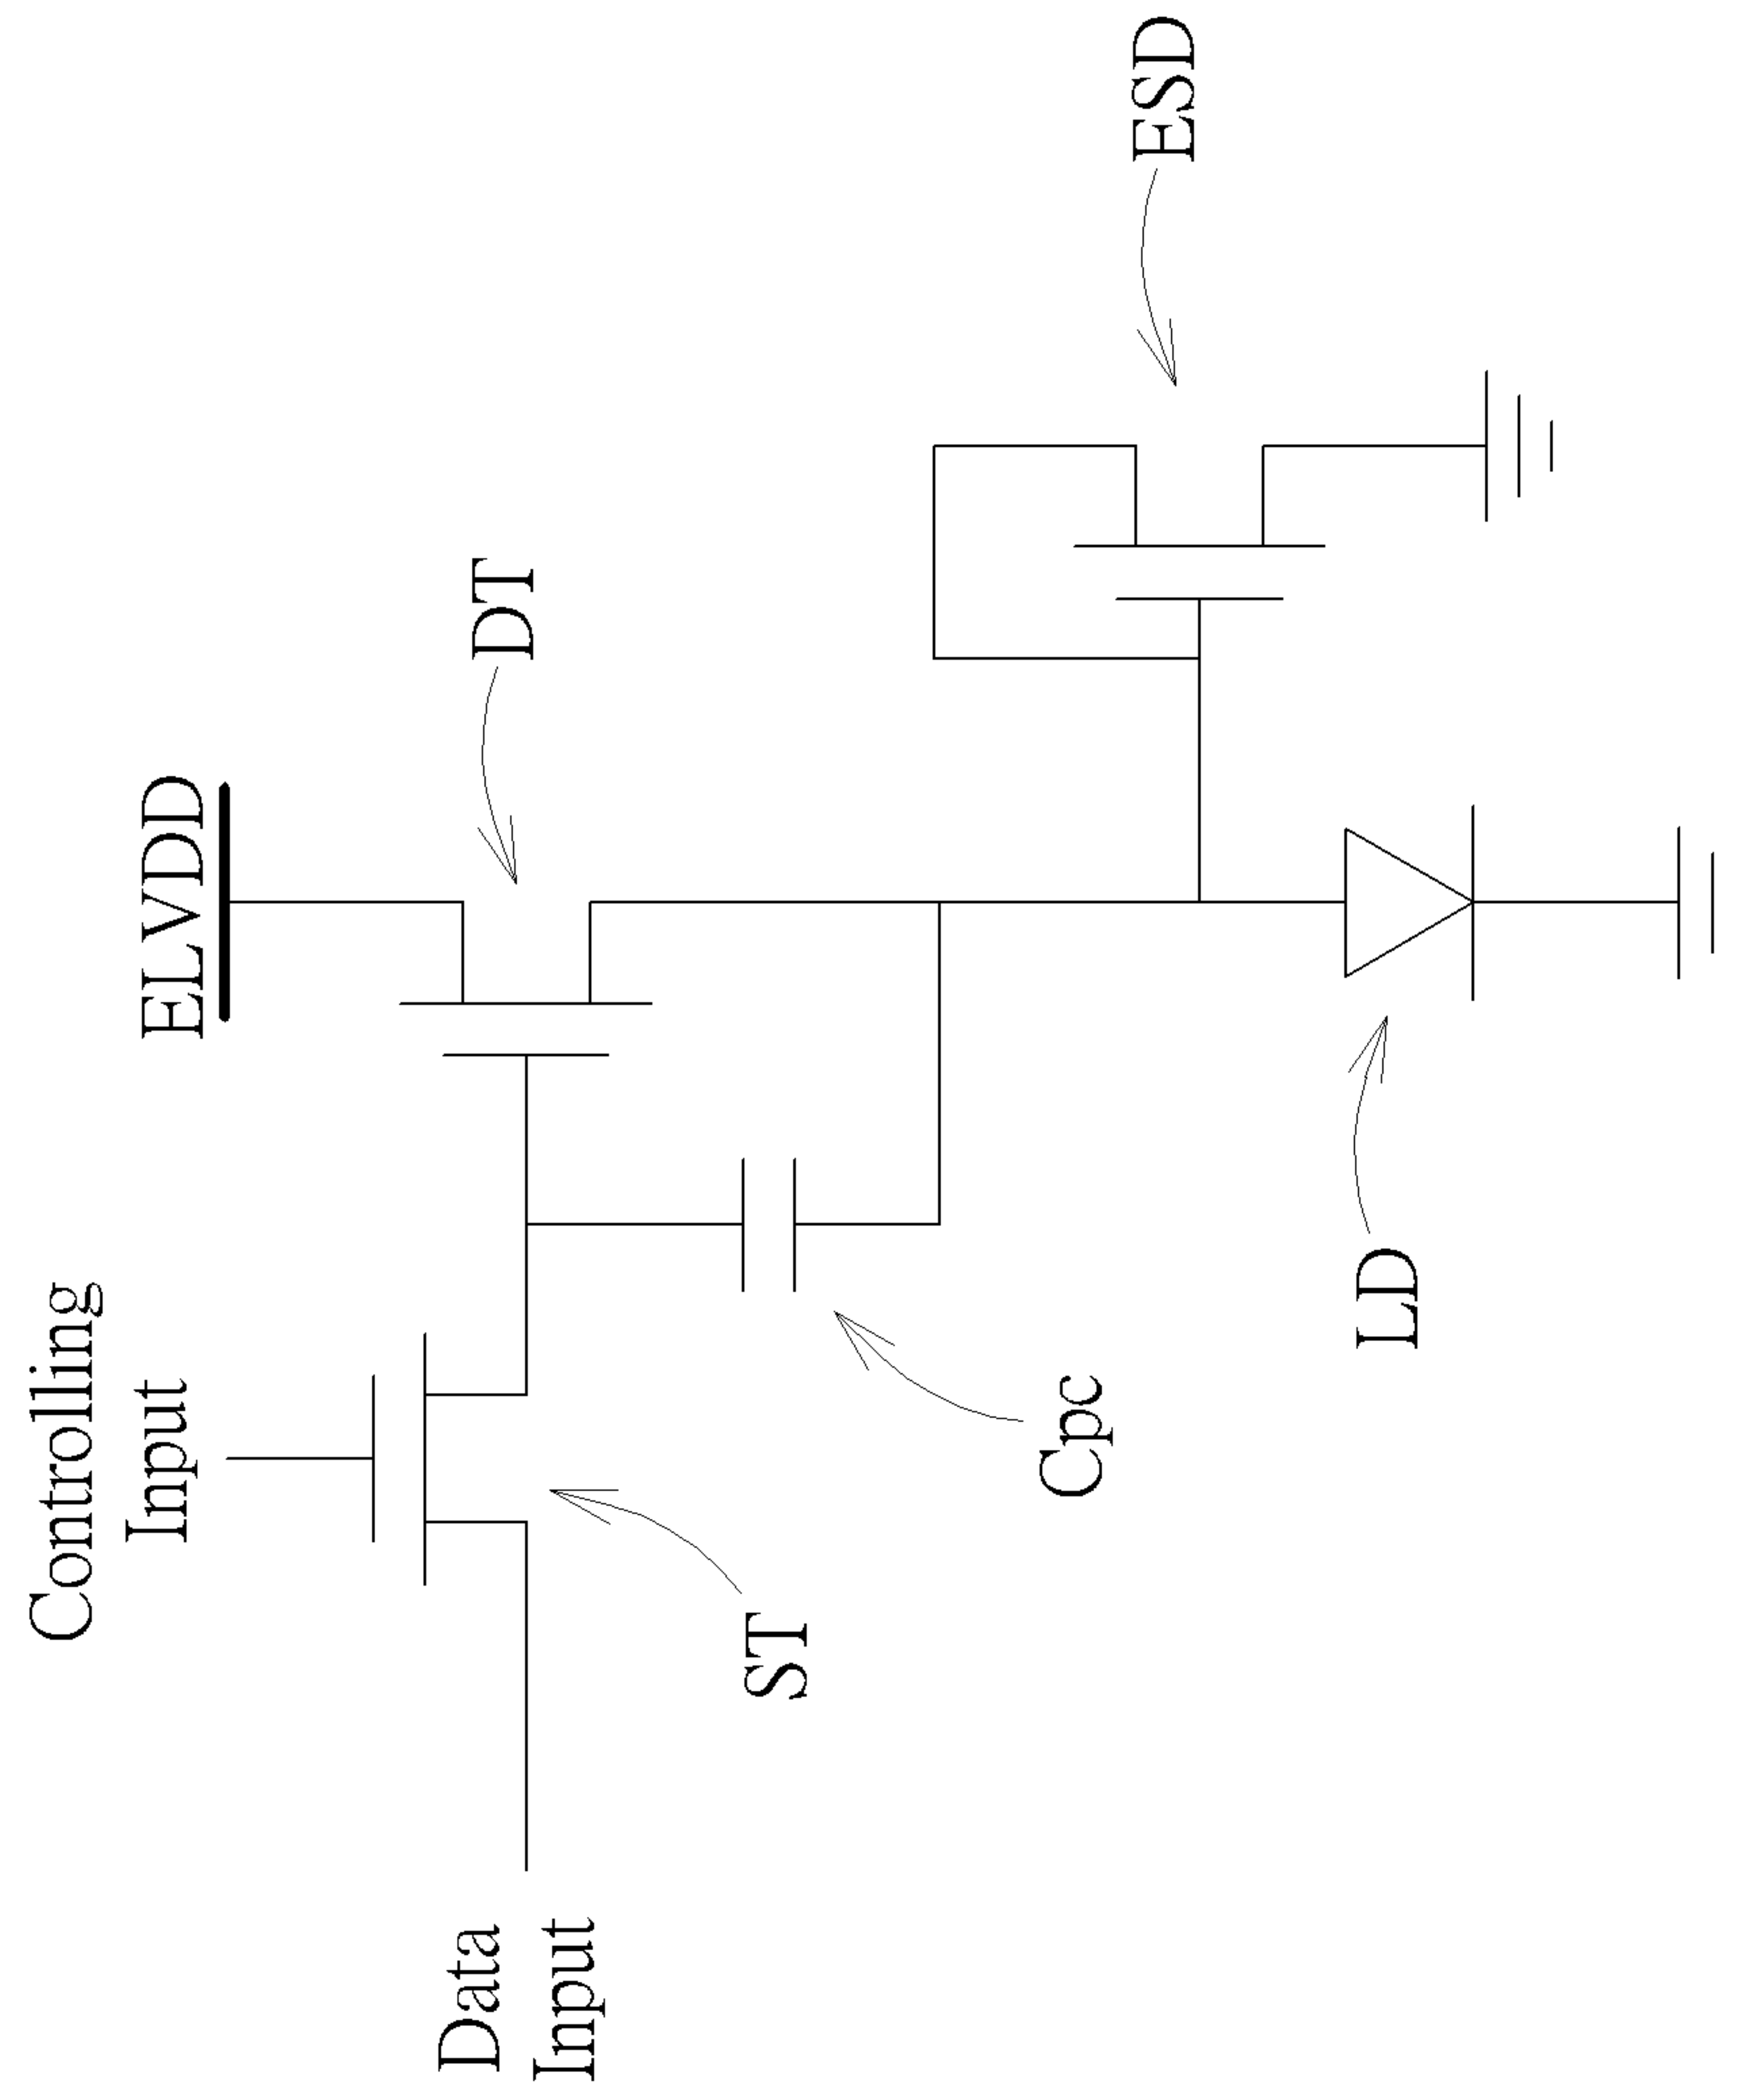 Controlling
Input
ELVDD
DT
Data
Input
ST
Cpc
LD
ESD